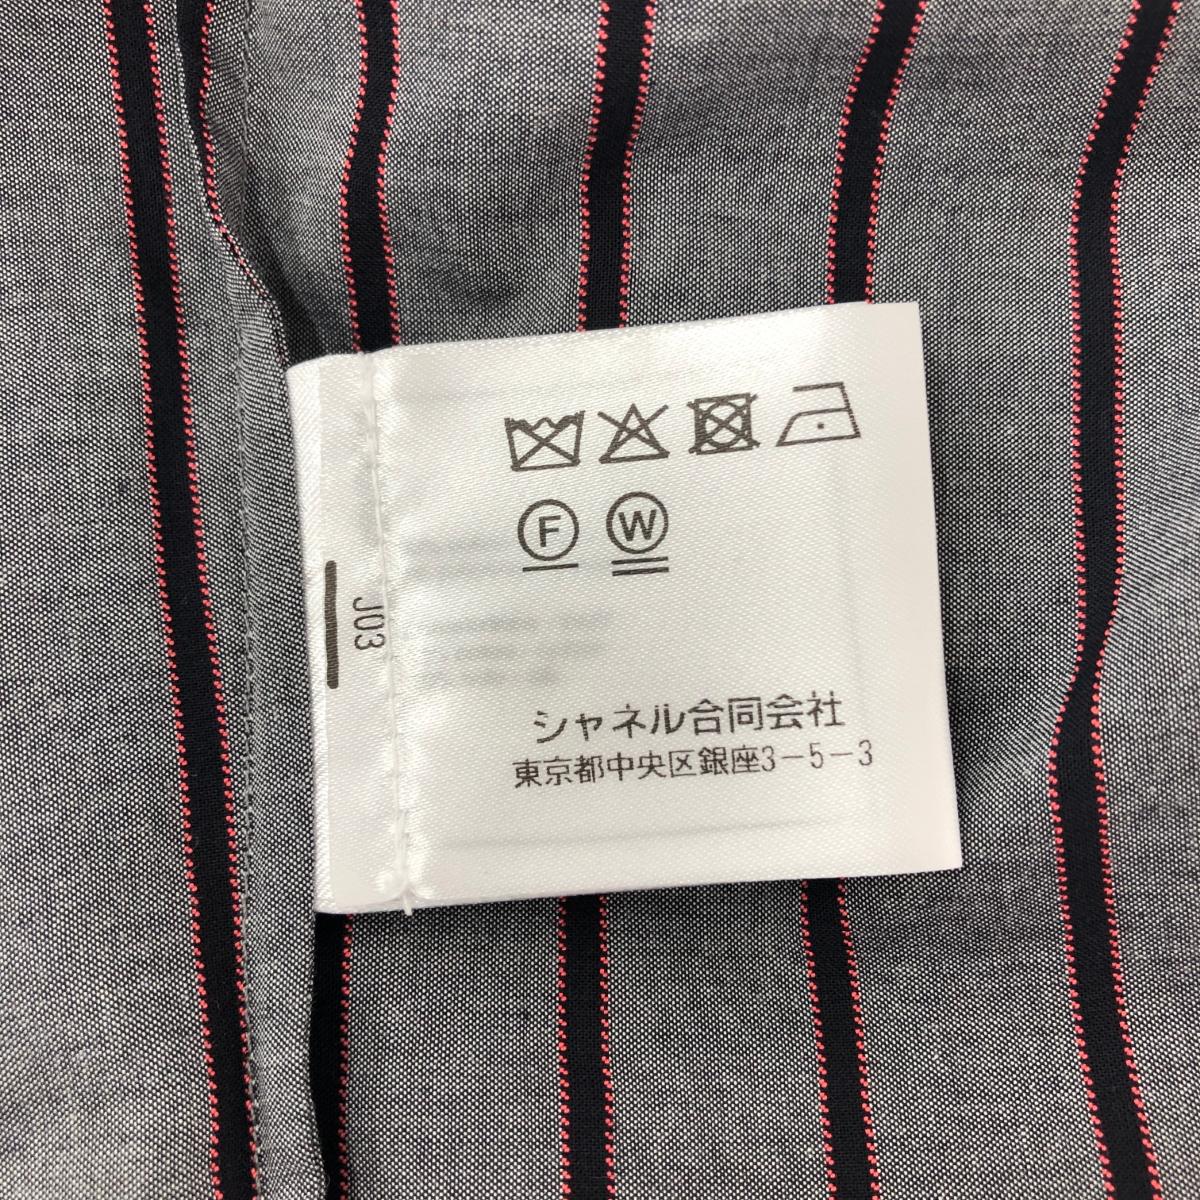 F W
J03
シャネル合同会社
東京都中央区銀座3-5-3